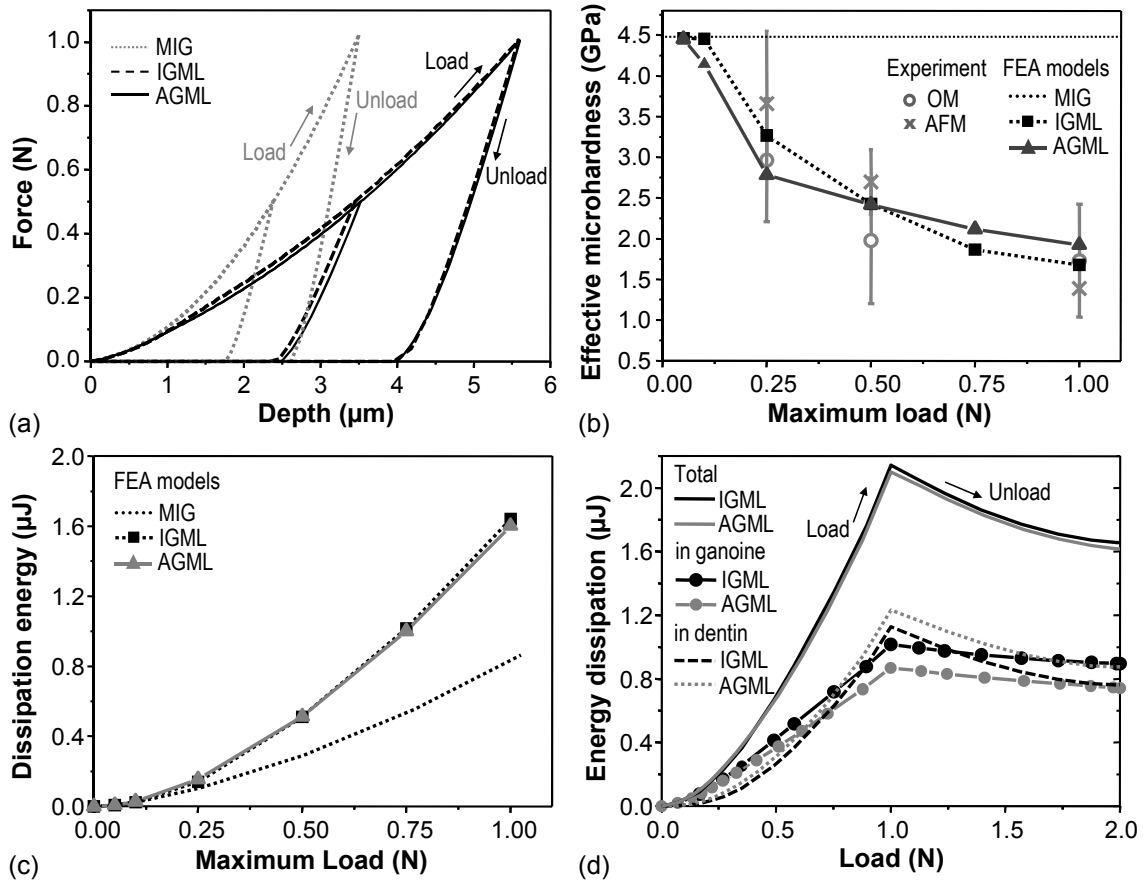 1.0
0.8
0.6
0.4
0.2
0.0
Force (N)
MIG
IGML
AGML
Load
Unload
Load
Unload
0
1
2
3
4
5
6
Depth (µm)
(a)
4.5
4.0
3.5
3.0
2.5
2.0
1.5
1.0
0.5
Effective microhardness (GPa)
Experiment
OM
AFM
FEA models
MIG
IGML
AGML
0.00
0.25
0.50
0.75
1.00
Maximum load (N)
(b)
2.0
1.6
1.2
0.8
0.4
0.0
Dissipation energy (µJ)
FEA models
MIG
IGML
AGML
0.00
0.25
0.50
0.75
1.00
Maximum Load (N)
(c)
2.0
1.6
1.2
0.8
0.4
0.0
Energy dissipation (µJ)
Total
IGML
AGML
in ganoine
IGML
AGML
in dentin
IGML
AGML
Load
Unload
0.0
0.5
1.0
1.5
2.0
Load (N)
(d)